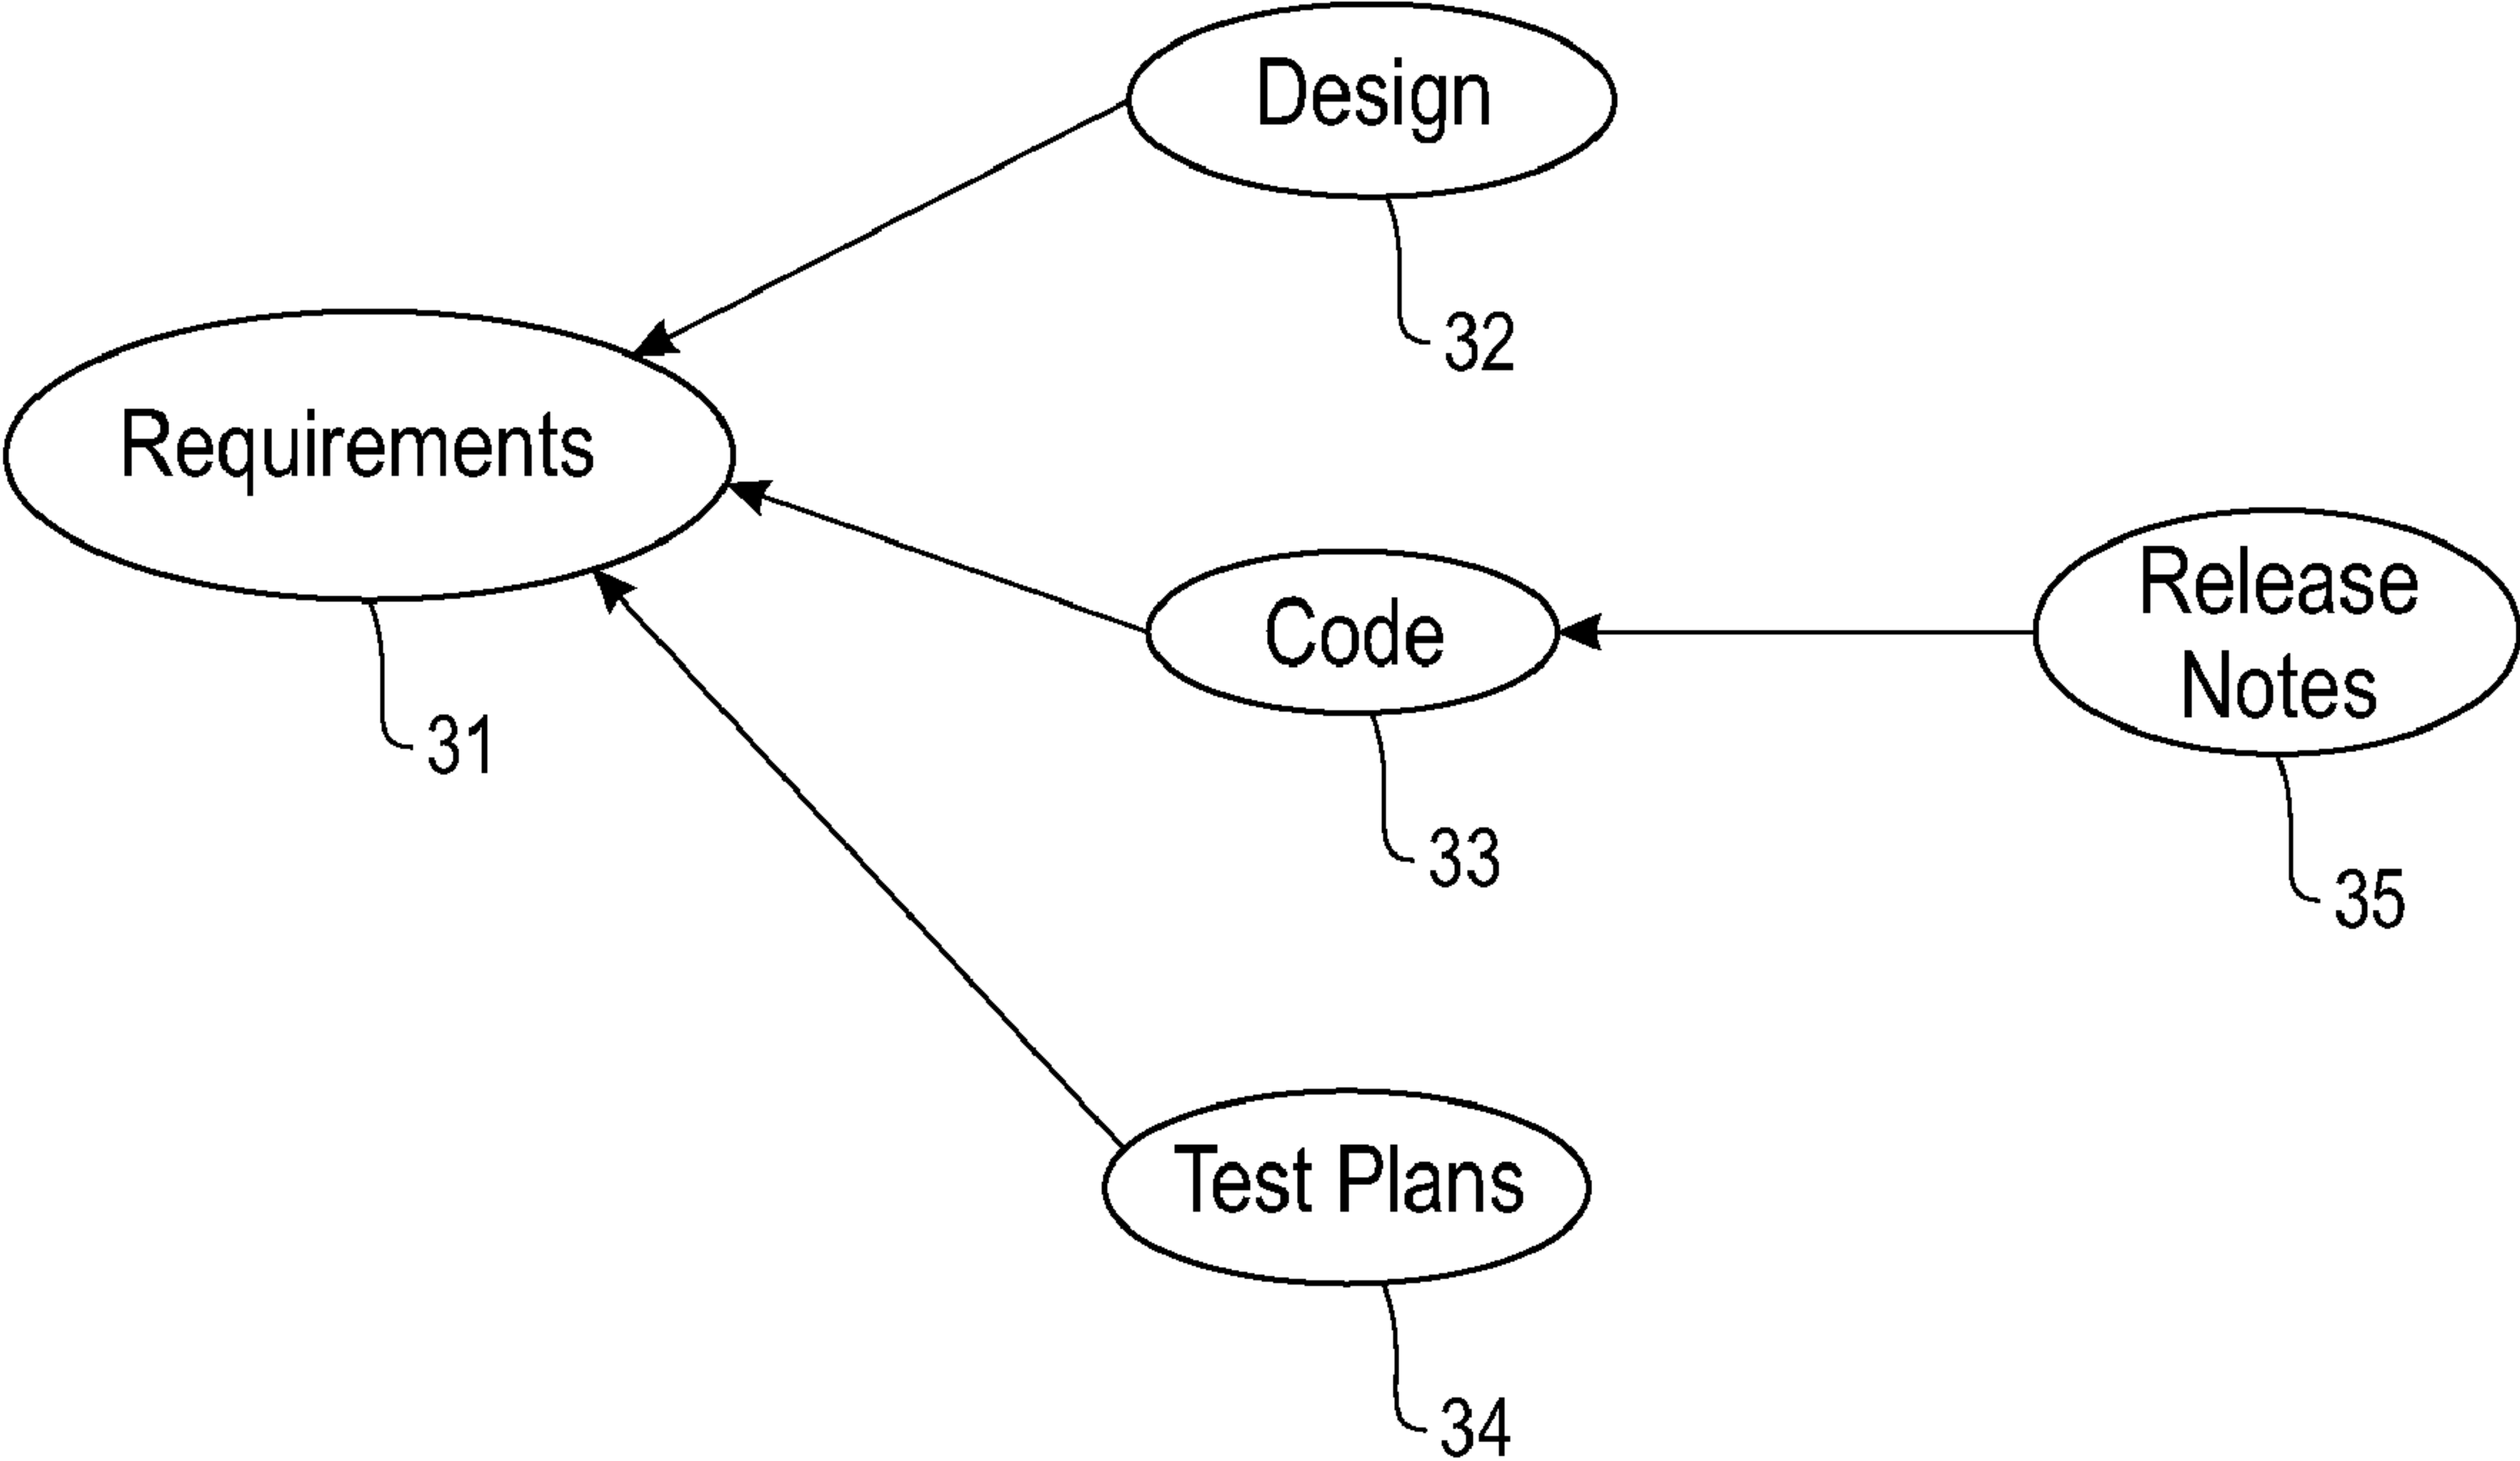 Design
32
Requirements
31
Code
33
Release
Notes
35
Test Plans
34